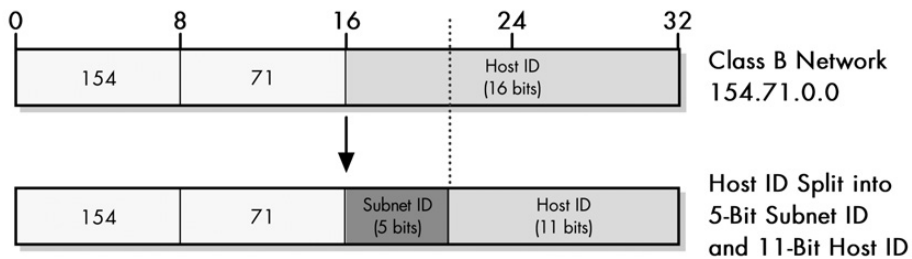 0 8 16 24 32
154 71 Host ID
(16 bits)
Class B Network
154.71.0.0
154 71 Subnet ID
(5 bits)
Host ID
(11 bits)
Host ID Split into
5-Bit Subnet ID
and 11-Bit Host ID